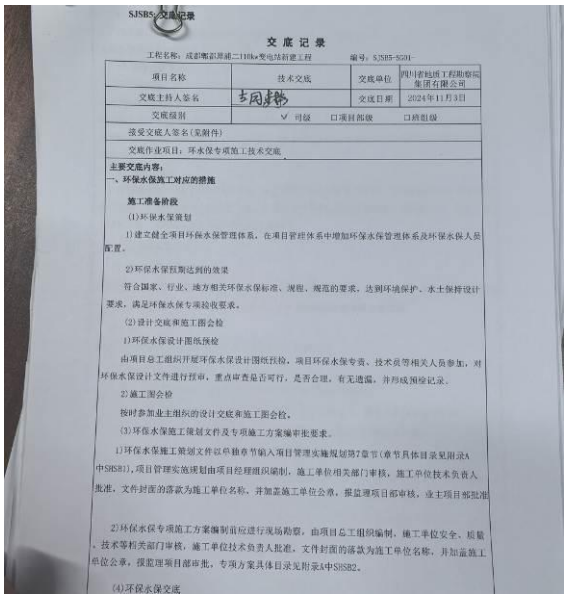 SJSB5: 交底记录
交 底 记 录
工程名称: 成都郫都犀浦二110kv变电站新建工程 编号: SJSB5-SG01-
项目名称 技术交底 交底单位 四川省地质工程勘察院集团有限公司
交底主持人签名 交底日期 2024年11月3日
交底级别 ✓ 司级 □项目部级 □班组级
接受交底人签名(见附件)
交底作业项目: 环水保专项施工技术交底
主要交底内容:
一、环保水保施工对应的措施
施工准备阶段
(1)环保水保策划
1)建立健全项目环保水保管理体系, 在项目管理体系中增加环保水保管理体系及环保水保人员
配置。
2)环保水保预期达到的效果
符合国家、行业、地方相关环保水保标准、规程、规范的要求, 达到环境保护、水土保持设计
要求, 满足环保水保专项验收要求。
(2)设计交底和施工图会检
1)环保水保设计图纸预检
由项目总工组织开展环保水保设计图纸预检, 项目环保水保专责、技术员等相关人员参加, 对
环保水保设计文件进行预审, 重点审查是否可行, 是否合理, 有无遗漏, 并形成预检记录。
2)施工图会检
按时参加业主组织的设计交底和施工图会检。
(3)环保水保施工策划文件及专项施工方案编审批要求。
1)环保水保施工策划文件以单独章节输入项目管理实施规划第7章节(章节具体目录见附录A
中SHSB1), 项目管理实施规划由项目经理组织编制, 施工单位相关部门审核, 施工单位技术负责人
批准, 文件封面的落款为施工单位名称, 并加盖施工单位公章, 报监理项目部审核, 业主项目部批准
2)环保水保专项施工方案编制前应进行现场勘察, 由项目总工组织编制, 施工单位安全、质量
、技术等相关部门审核, 施工单位技术负责人批准, 文件封面的落款为施工单位名称, 并加盖施工
单位公章, 报监理项目部审批, 专项方案具体目录见附录A中SHSB2。
(4)环保水保交底